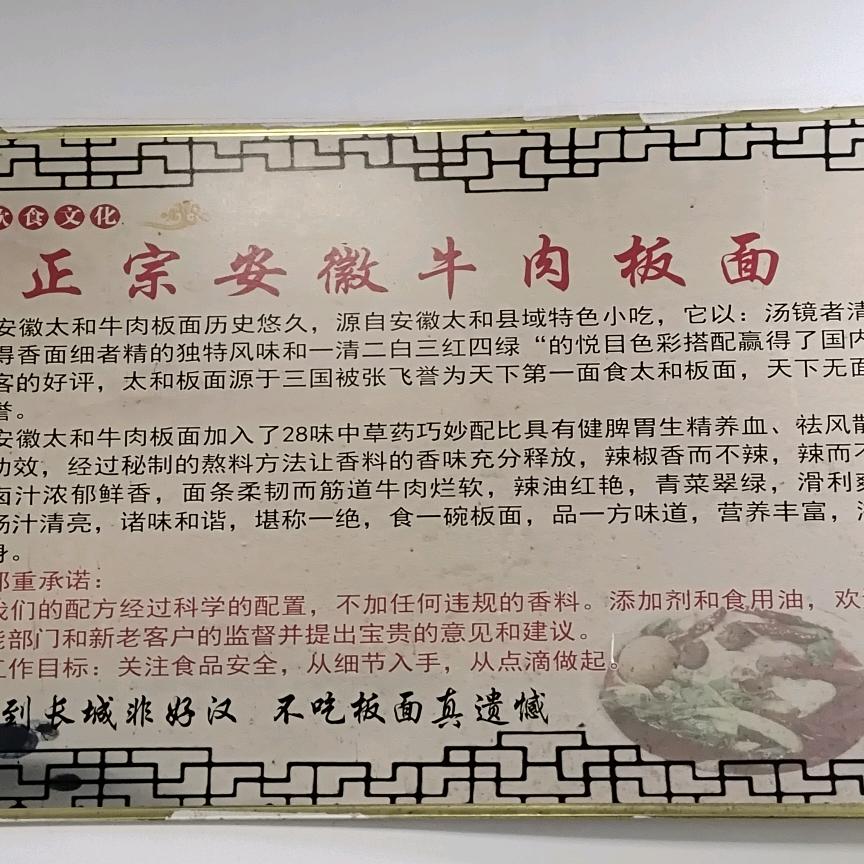 饮食文化
正宗安徽牛肉板面
安徽太和牛肉板面历史悠久，源自安徽太和县域特色小吃，它以：汤镜者清
得香面细者精的独特风味和一清二白三红四绿“的悦目色彩搭配赢得了国内
客的好评，太和板面源于三国被张飞誉为天下第一面食太和板面，天下无面
誉。
安徽太和牛肉板面加入了28味中草药巧妙配比具有健脾胃生精养血、祛风散
功效，经过秘制的熬料方法让香料的香味充分释放，辣椒香而不辣，辣而不
卤汁浓郁鲜香，面条柔韧而筋道牛肉烂软，辣油红艳，青菜翠绿，滑利爽
汤汁清亮，诸味和谐，堪称一绝，食一碗板面，品一方味道，营养丰富，
身。
郑重承诺：
我们的配方经过科学的配置，不加任何违规的香料。添加剂和食用油，欢
能部门和新老客户的监督并提出宝贵的意见和建议。
工作目标：关注食品安全，从细节入手，从点滴做起。
到长城非好汉 不吃板面真遗憾